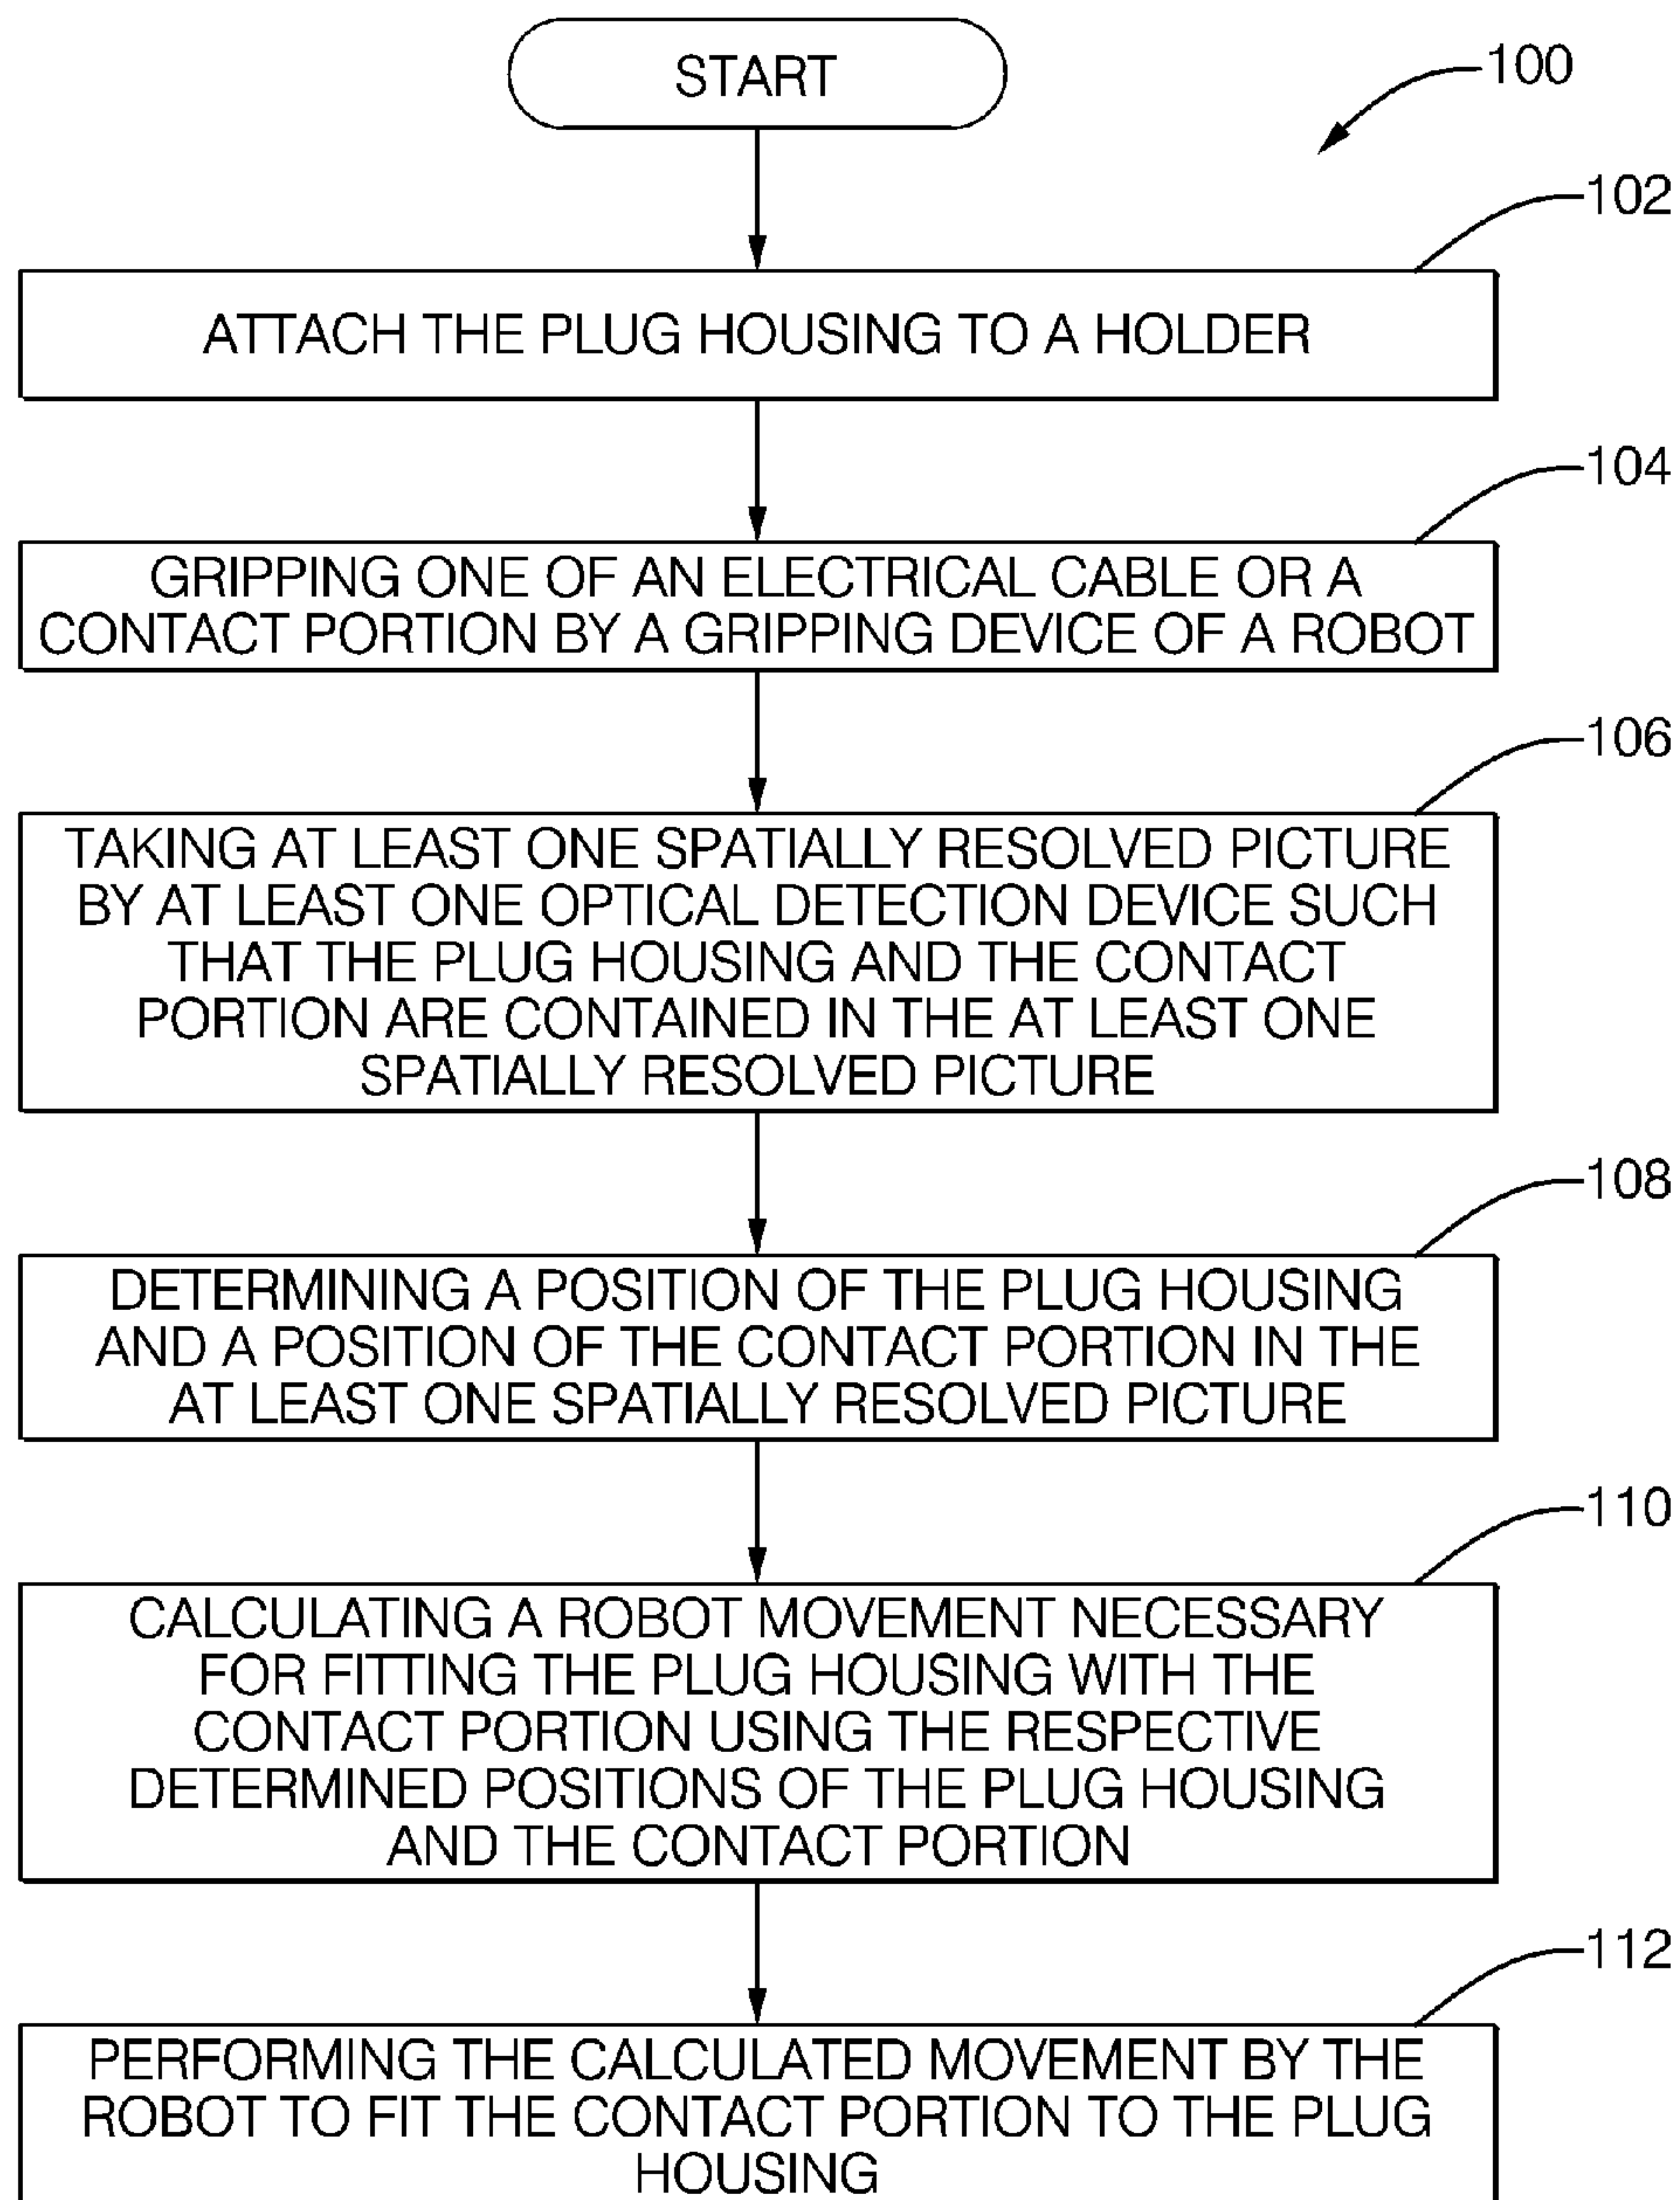 START
100
102
ATTACH THE PLUG HOUSING TO A HOLDER
104
GRIPPING ONE OF AN ELECTRICAL CABLE OR A
CONTACT PORTION BY A GRIPPING DEVICE OF A ROBOT
106
TAKING AT LEAST ONE SPATIALLY RESOLVED PICTURE
BY AT LEAST ONE OPTICAL DETECTION DEVICE SUCH
THAT THE PLUG HOUSING AND THE CONTACT
PORTION ARE CONTAINED IN THE AT LEAST ONE
SPATIALLY RESOLVED PICTURE
108
DETERMINING A POSITION OF THE PLUG HOUSING
AND A POSITION OF THE CONTACT PORTION IN THE
AT LEAST ONE SPATIALLY RESOLVED PICTURE
110
CALCULATING A ROBOT MOVEMENT NECESSARY
FOR FITTING THE PLUG HOUSING WITH THE
CONTACT PORTION USING THE RESPECTIVE
DETERMINED POSITIONS OF THE PLUG HOUSING
AND THE CONTACT PORTION
112
PERFORMING THE CALCULATED MOVEMENT BY THE
ROBOT TO FIT THE CONTACT PORTION TO THE PLUG
HOUSING